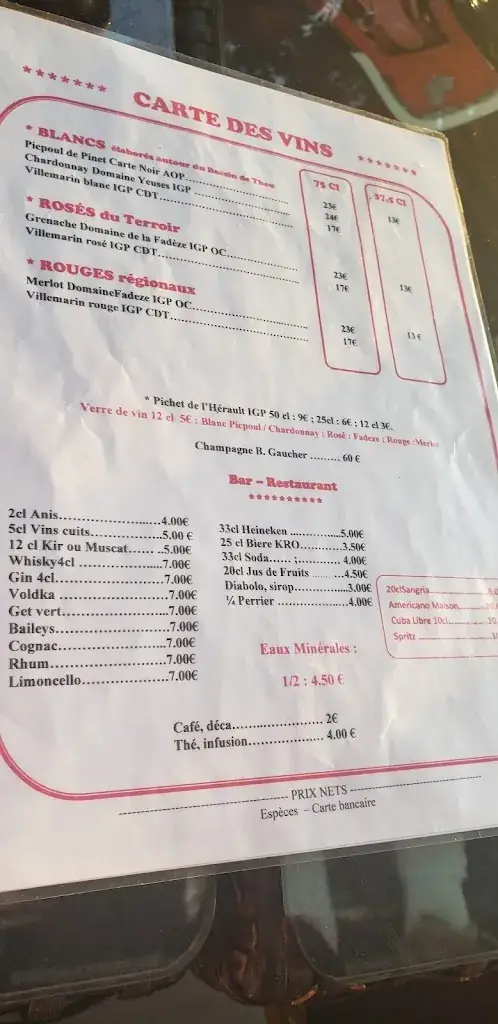 ******* CARTE DES VINS *******
* BLANCS élaborés autour du Bassin de Thau
75 Cl 37.5 Cl
Picpoul de Pinet Carte Noir AOP.................. 23€ 13€
Chardonnay Domaine Yeuses IGP .................. 24€
Villemarin blanc IGP CDT.................. 17€
* ROSÉS du Terroir
Grenache Domaine de la Fadèze IGP OC.................. 23€ 13€
Villemarin rosé IGP CDT.................. 17€
* ROUGES régionaux
Merlot DomaineFadeze IGP OC.................. 23€ 13 €
Villemarin rouge IGP CDT.................. 17€
* Pichet de l'Hérault IGP 50 cl : 9€ ; 25cl : 6€ ; 12 cl 3€.
Verre de vin 12 cl 5€ : Blanc Picpoul / Chardonnay ; Rosé : Fadeze ; Rouge :Merlot
Champagne B. Gaucher ......... 60 €
Bar – Restaurant
**********
2cl Anis........................4.00€
5cl Vins cuits....................5.00 €
12 cl Kir ou Muscat...... ..5.00€
Whisky4cl .....................7.00€
Gin 4cl..........................7.00€
Voldka ..........................7.00€
Get vert.........................7.00€
Baileys...........................7.00€
Cognac..........................7.00€
Rhum............................7.00€
Limoncello....................7.00€
33cl Heineken ...............5.00€
25 cl Biere KRO............3.50€
33cl Soda...... ;............ 4.00€
20cl Jus de Fruits ..........4.50€
Diabolo, sirop...............3.00€
¼ Perrier .....................4.00€
20clSangria
Americano Maison
Cuba Libre 10cl
Spritz
Eaux Minérales :
1/2 : 4.50 €
Café, déca...................... 2€
Thé, infusion.................. 4.00 €
PRIX NETS
Espèces – Carte bancaire